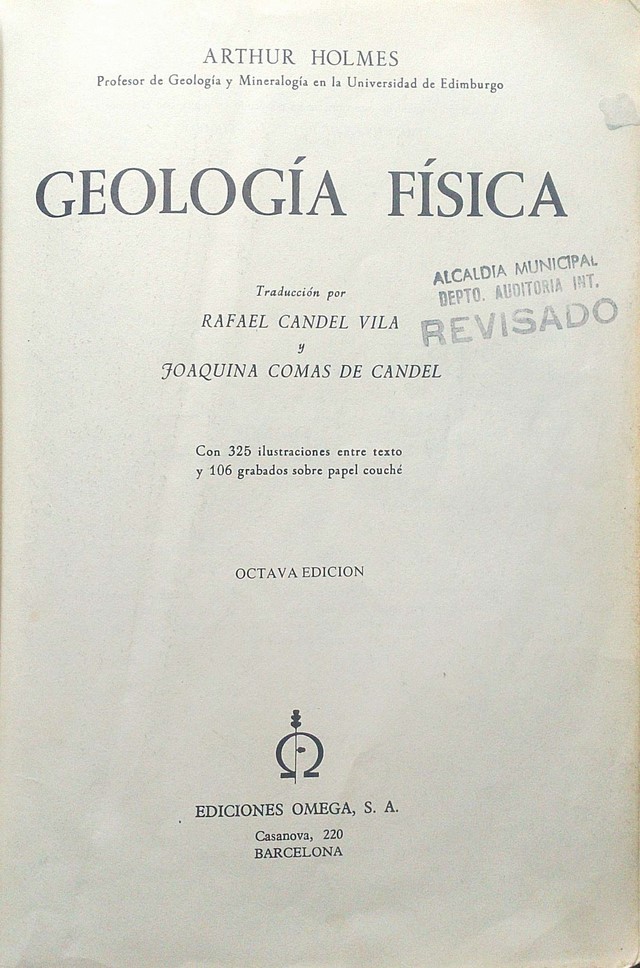 ARTHUR HOLMES
Profesor de Geología y Mineralogía en la Universidad de Edimburgo
GEOLOGÍA FÍSICA
ALCALDIA MUNICIPAL
DEPTO. AUDITORIA INT.
REVISADO
Traducción por
RAFAEL CANDEL VILA
y
JOAQUINA COMAS DE CANDEL
Con 325 ilustraciones entre texto
y 106 grabados sobre papel couché
OCTAVA EDICION
EDICIONES OMEGA, S. A.
Casanova, 220
BARCELONA